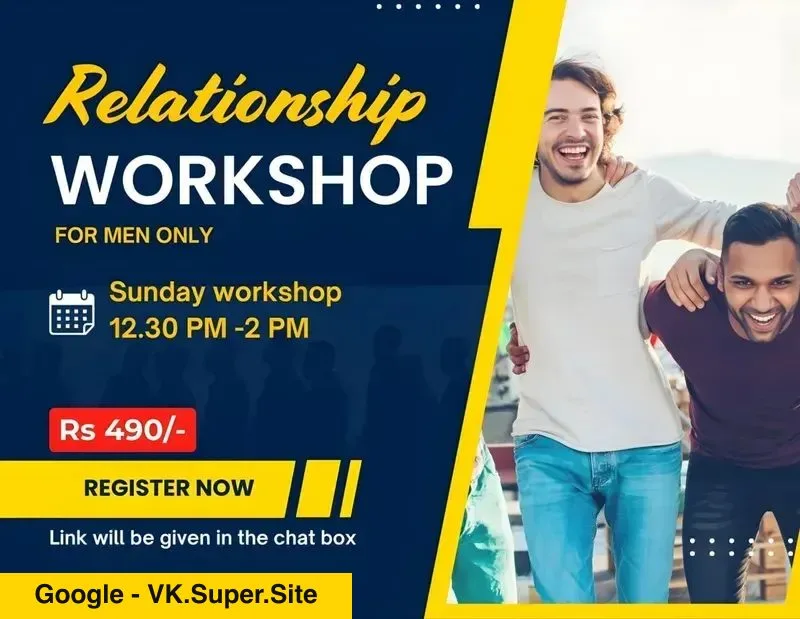 Relationship
WORKSHOP
FOR MEN ONLY
Sunday workshop
12.30 PM -2 PM
Rs 490/-
REGISTER NOW
Link will be given in the chat box
Google - VK.Super.Site